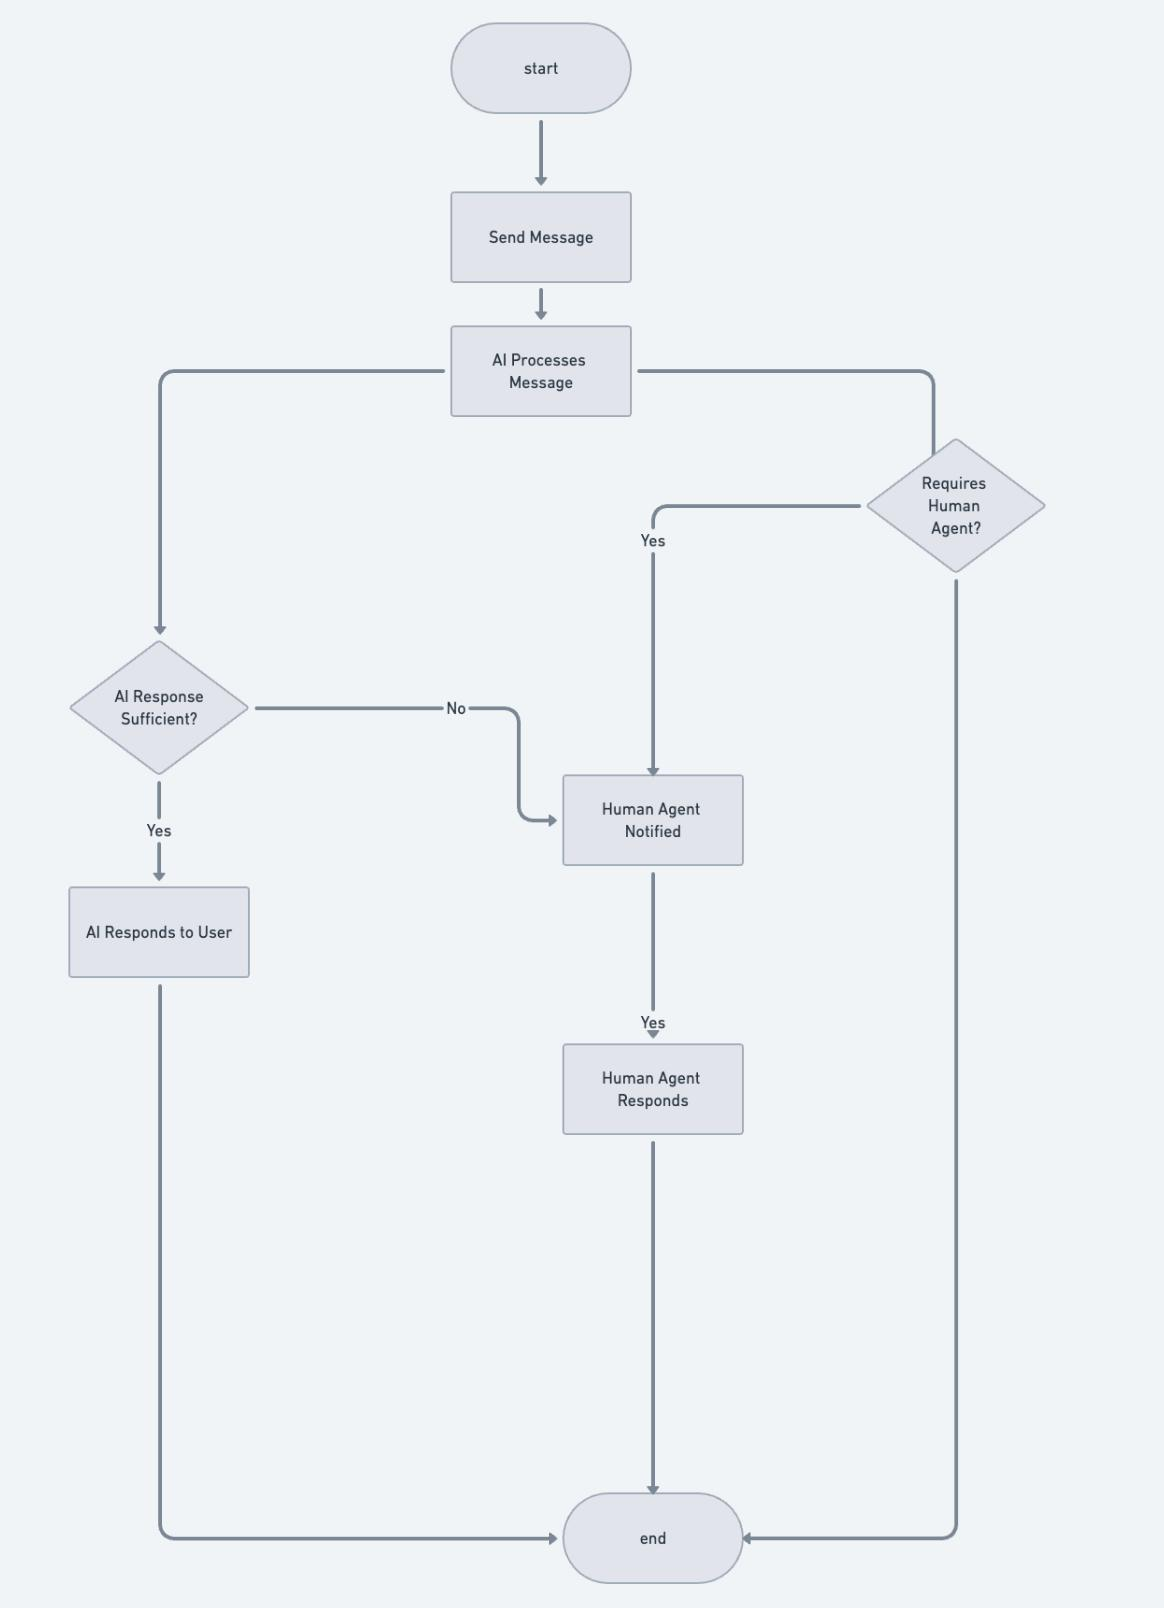 start
Send Message
AI Processes
Message
Requires
Human
Agent?
Yes
AI Response
Sufficient?
No
Human Agent
Notified
Yes
AI Responds to User
Yes
Human Agent
Responds
end